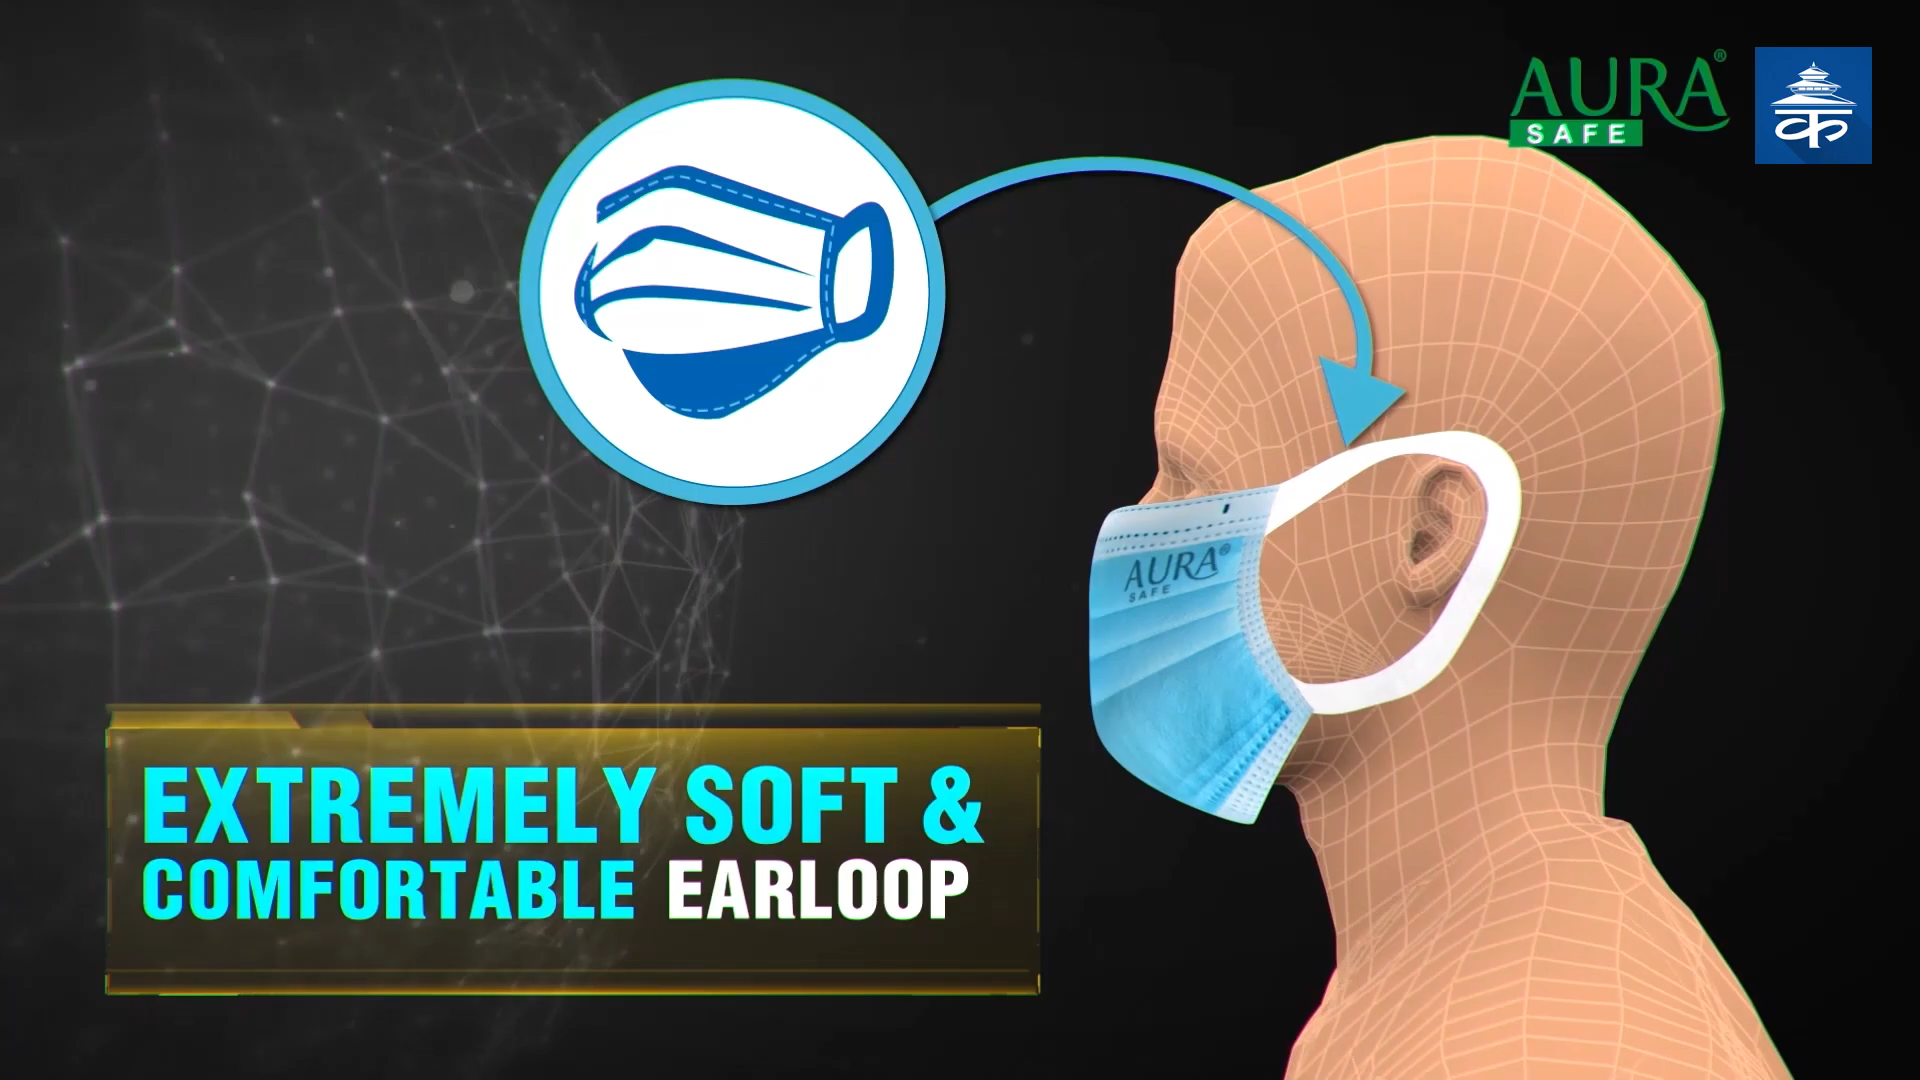 AURA®
SAFE
क
AURA®
SAFE
EXTREMELY SOFT &
COMFORTABLE EARLOOP